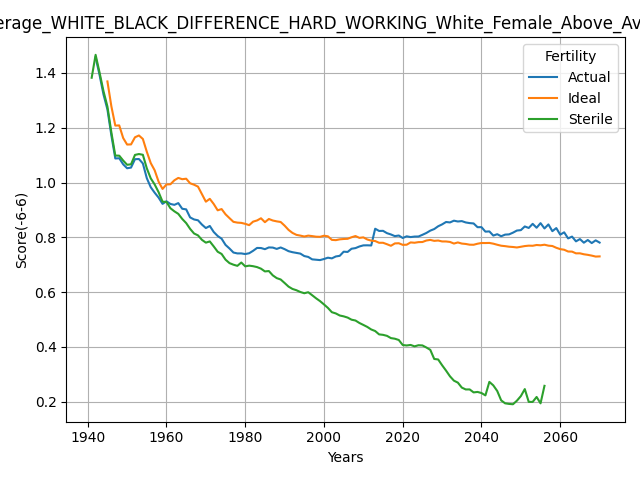 erage_WHITE_BLACK_DIFFERENCE_HARD_WORKING_White_Female_Above_Av
Fertility
Actual
Ideal
Sterile
Score(-6-6)
1.4
1.2
1.0
0.8
0.6
0.4
0.2
1940
1960
1980
2000
2020
2040
2060
Years